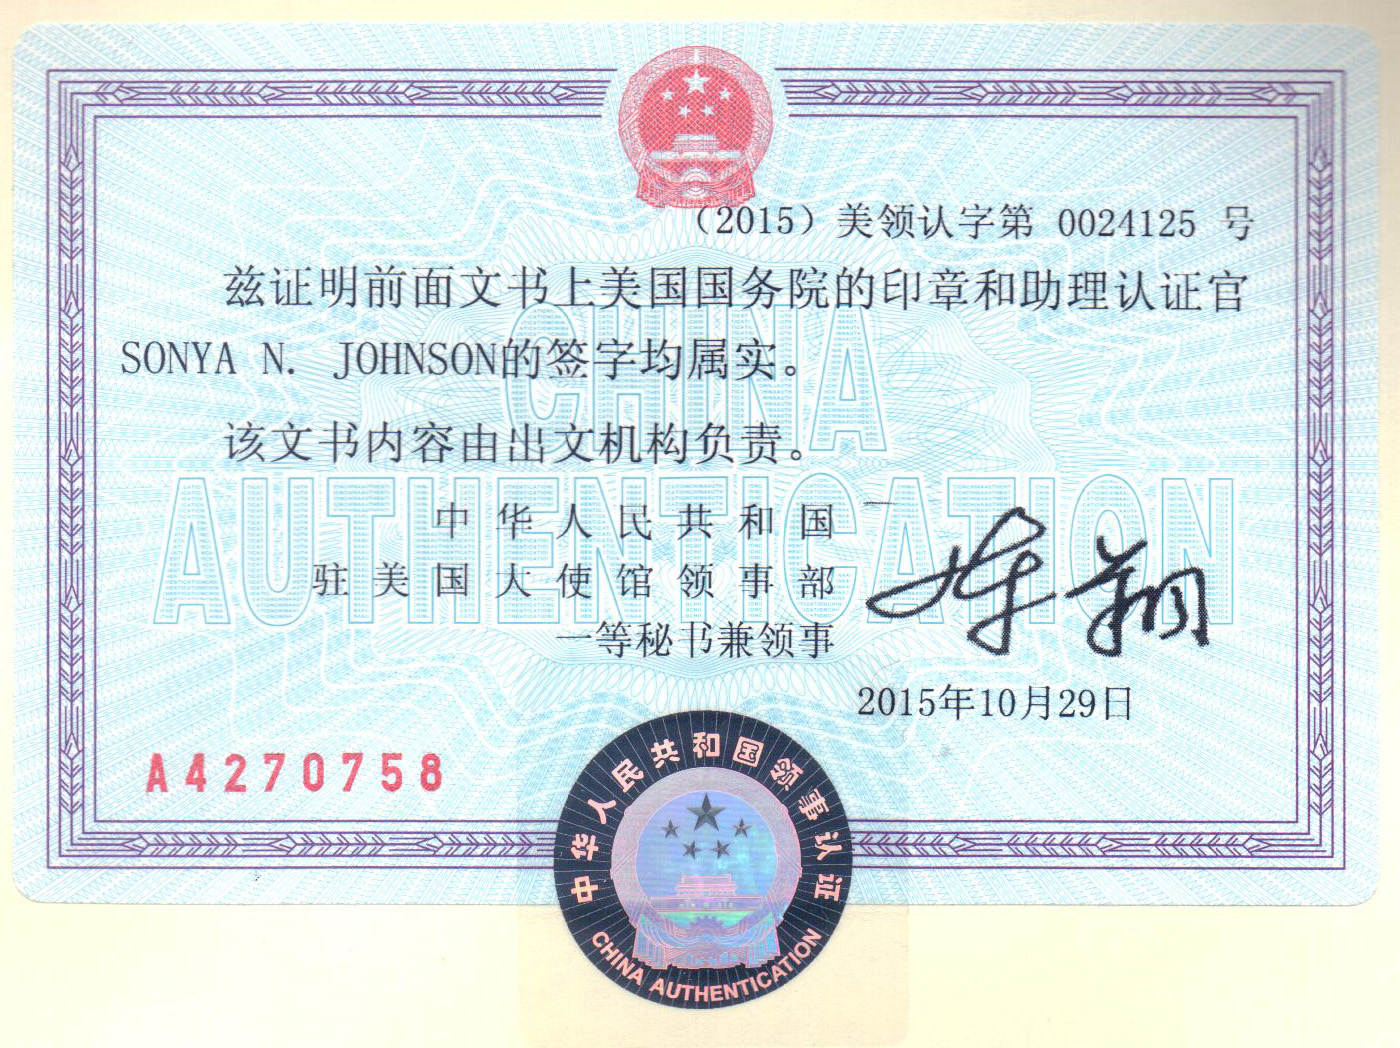 （2015）美领认字第 0024125 号
兹证明前面文书上美国国务院的印章和助理认证官
SONYA N. JOHNSON的签字均属实。
该文书内容由出文机构负责。
CHINA
AUTHENTICATION
中华人民共和国
驻美国大使馆领事部
一等秘书兼领事
2015年10月29日
A4270758
中华人民共和国领事认证
CHINA AUTHENTICATION